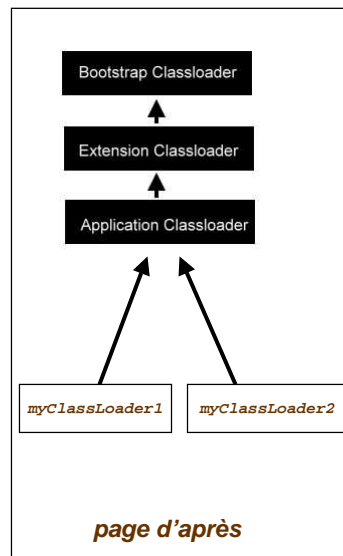 Bootstrap Classloader
Extension Classloader
Application Classloader
myClassLoader1
myClassLoader2
page d'après